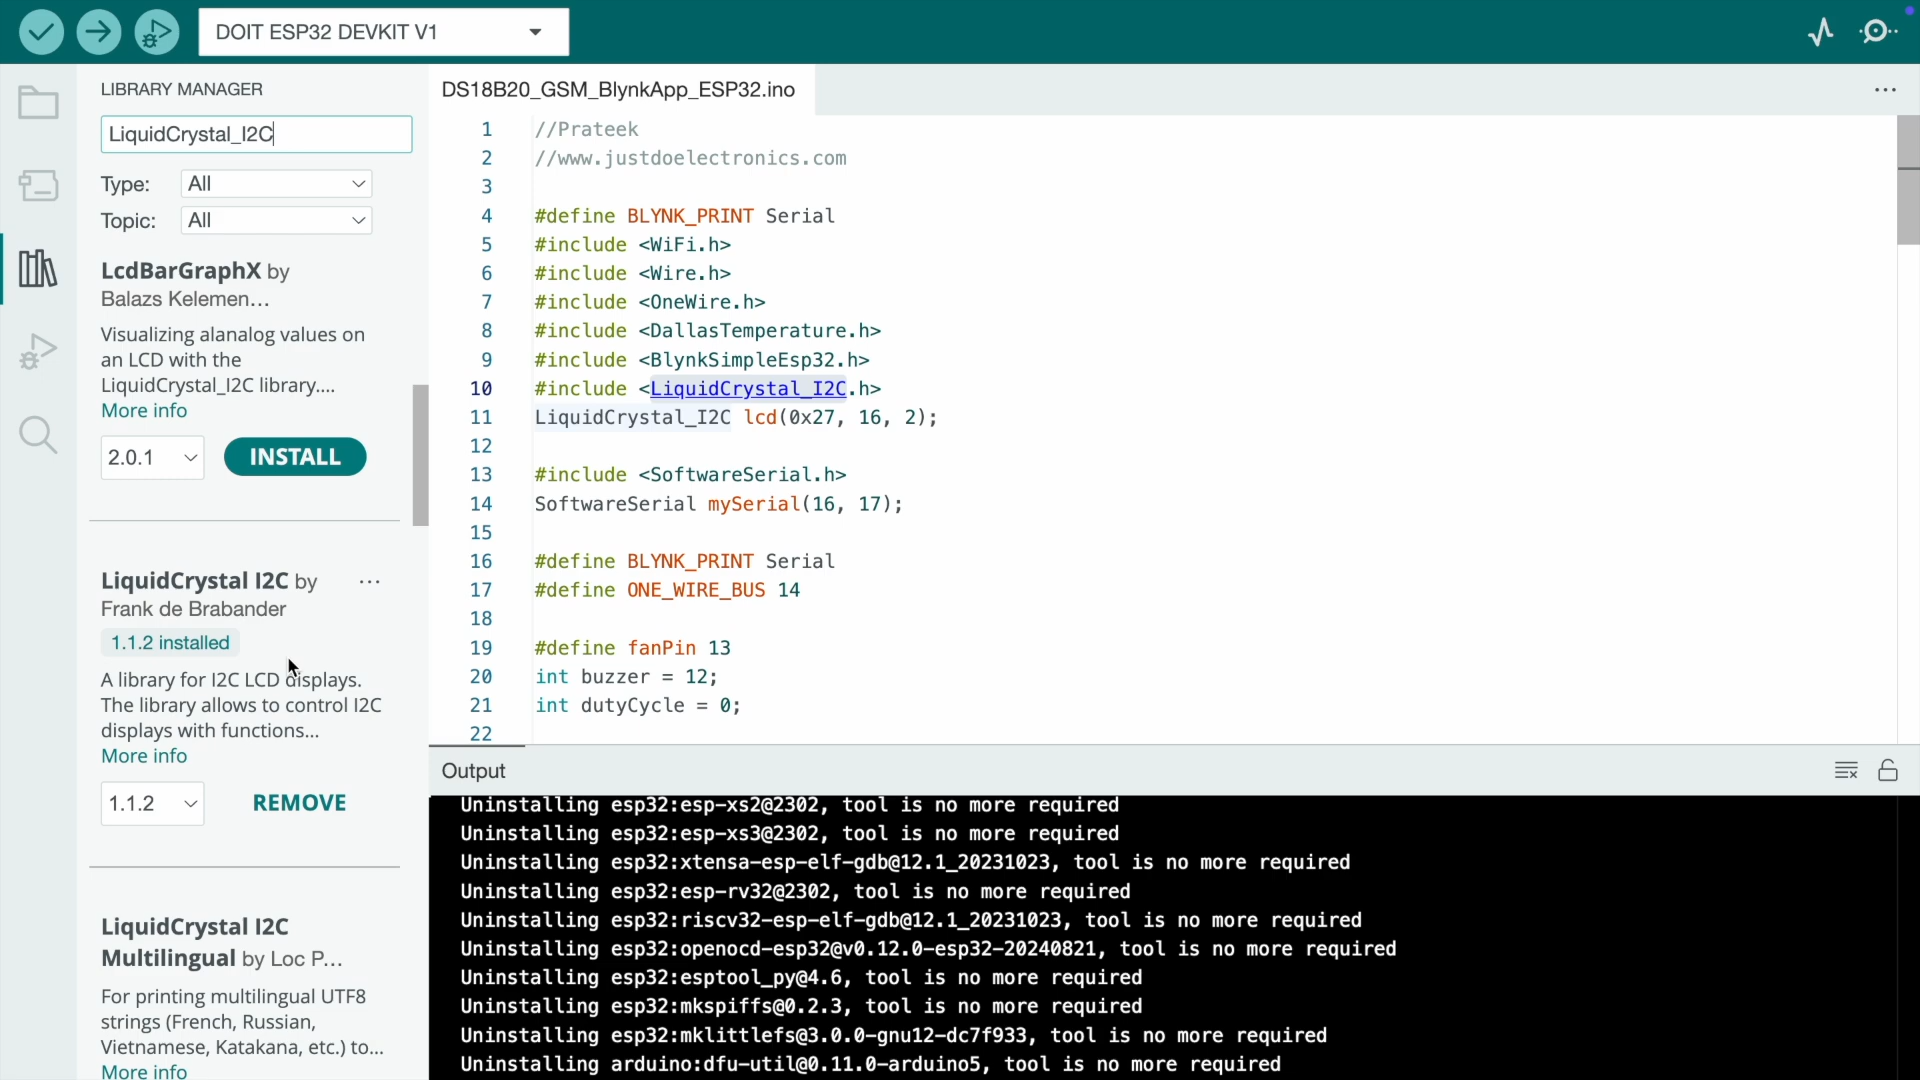 DOIT ESP32 DEVKIT V1
LIBRARY MANAGER
LiquidCrystal_I2C
Type: All
Topic: All
LcdBarGraphX by
Balazs Kelemen...
Visualizing alanalog values on
an LCD with the
LiquidCrystal_I2C library....
More info
2.0.1 INSTALL
LiquidCrystal I2C by ...
Frank de Brabander
1.1.2 installed
A library for I2C LCD displays.
The library allows to control I2C
displays with functions...
More info
1.1.2 REMOVE
LiquidCrystal I2C
Multilingual by Loc P...
For printing multilingual UTF8
strings (French, Russian,
Vietnamese, Katakana, etc.) to...
More info
DS18B20_GSM_BlynkApp_ESP32.ino
1 //Prateek
2 //www.justdoelectronics.com
3
4 #define BLYNK_PRINT Serial
5 #include <WiFi.h>
6 #include <Wire.h>
7 #include <OneWire.h>
8 #include <DallasTemperature.h>
9 #include <BlynkSimpleEsp32.h>
10 #include <LiquidCrystal_I2C.h>
11 LiquidCrystal_I2C lcd(0x27, 16, 2);
12
13 #include <SoftwareSerial.h>
14 SoftwareSerial mySerial(16, 17);
15
16 #define BLYNK_PRINT Serial
17 #define ONE_WIRE_BUS 14
18
19 #define fanPin 13
20 int buzzer = 12;
21 int dutyCycle = 0;
22
Output
Uninstalling esp32:esp-xs2@2302, tool is no more required
Uninstalling esp32:esp-xs3@2302, tool is no more required
Uninstalling esp32:xtensa-esp-elf-gdb@12.1_20231023, tool is no more required
Uninstalling esp32:esp-rv32@2302, tool is no more required
Uninstalling esp32:riscv32-esp-elf-gdb@12.1_20231023, tool is no more required
Uninstalling esp32:openocd-esp32@v0.12.0-esp32-20240821, tool is no more required
Uninstalling esp32:esptool_py@4.6, tool is no more required
Uninstalling esp32:mkspiffs@0.2.3, tool is no more required
Uninstalling esp32:mklittlefs@3.0.0-gnu12-dc7f933, tool is no more required
Uninstalling arduino:dfu-util@0.11.0-arduino5, tool is no more required